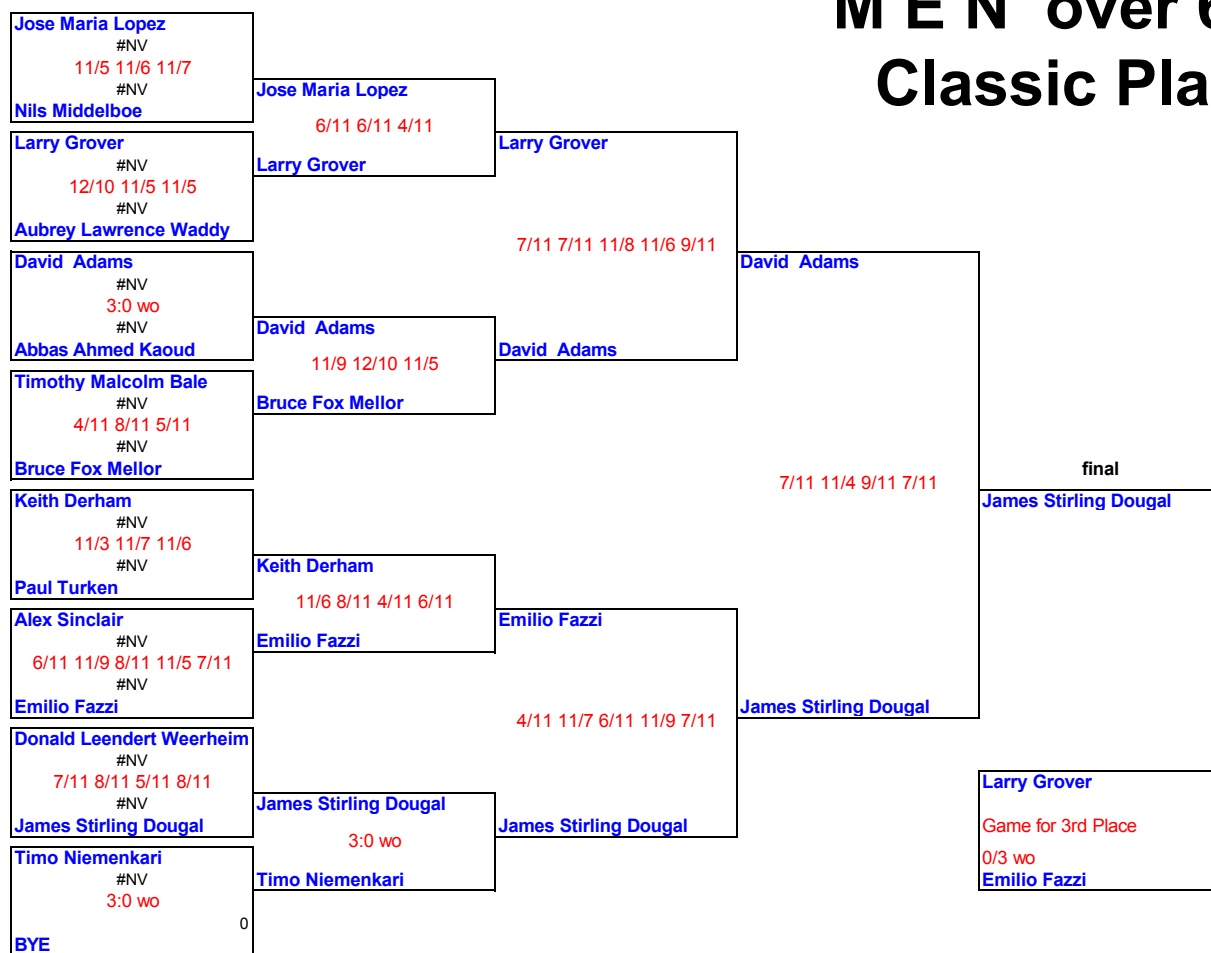 M E N over 6
Classic Pla
Jose Maria Lopez
#NV
11/5 11/6 11/7
#NV
Nils Middelboe
Larry Grover
#NV
12/10 11/5 11/5
#NV
Aubrey Lawrence Waddy
David  Adams
#NV
3:0 wo
#NV
Abbas Ahmed Kaoud
Timothy Malcolm Bale
#NV
4/11 8/11 5/11
#NV
Bruce Fox Mellor
Keith Derham
#NV
11/3 11/7 11/6
#NV
Paul Turken
Alex Sinclair
#NV
6/11 11/9 8/11 11/5 7/11
#NV
Emilio Fazzi
Donald Leendert Weerheim
#NV
7/11 8/11 5/11 8/11
#NV
James Stirling Dougal
Timo Niemenkari
#NV
3:0 wo
0
BYE
Jose Maria Lopez
6/11 6/11 4/11
Larry Grover
David  Adams
11/9 12/10 11/5
Bruce Fox Mellor
Keith Derham
11/6 8/11 4/11 6/11
Emilio Fazzi
James Stirling Dougal
3:0 wo
Timo Niemenkari
Larry Grover
7/11 7/11 11/8 11/6 9/11
David  Adams
Emilio Fazzi
4/11 11/7 6/11 11/9 7/11
James Stirling Dougal
David  Adams
7/11 11/4 9/11 7/11
James Stirling Dougal
final
James Stirling Dougal
Larry Grover
Game for 3rd Place
0/3 wo
Emilio Fazzi